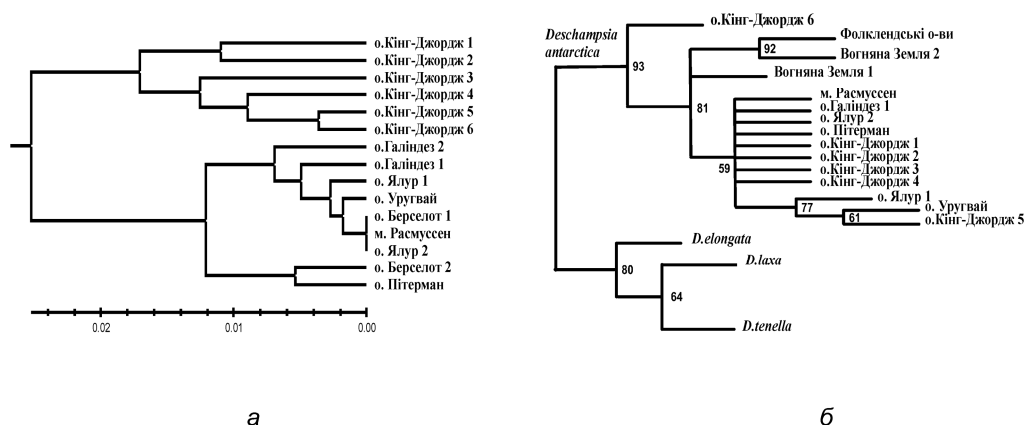 о.Кінг-Джордж 1
о.Кінг-Джордж 2
о.Кінг-Джордж 3
о.Кінг-Джордж 4
о.Кінг-Джордж 5
о.Кінг-Джордж 6
о.Галіндез 2
о.Галіндез 1
о. Ялур 1
о. Уругвай
о. Берселот 1
м. Расмуссен
о. Ялур 2
о. Берселот 2
о. Пітерман
0.02 0.01 0.00
а
Deschampsia
antarctica
о.Кінг-Джордж 6
93
Фолклендські о-ви
92
Вогняна Земля 2
Вогняна Земля 1
81
м. Расмуссен
о.Галіндез 1
о. Ялур 2
о. Пітерман
о.Кінг-Джордж 1
о.Кінг-Джордж 2
59
о.Кінг-Джордж 3
о.Кінг-Джордж 4
о. Ялур 1
77
о. Уругвай
61
о.Кінг-Джордж 5
D.elongata
80
D.laxa
64
D.tenella
б